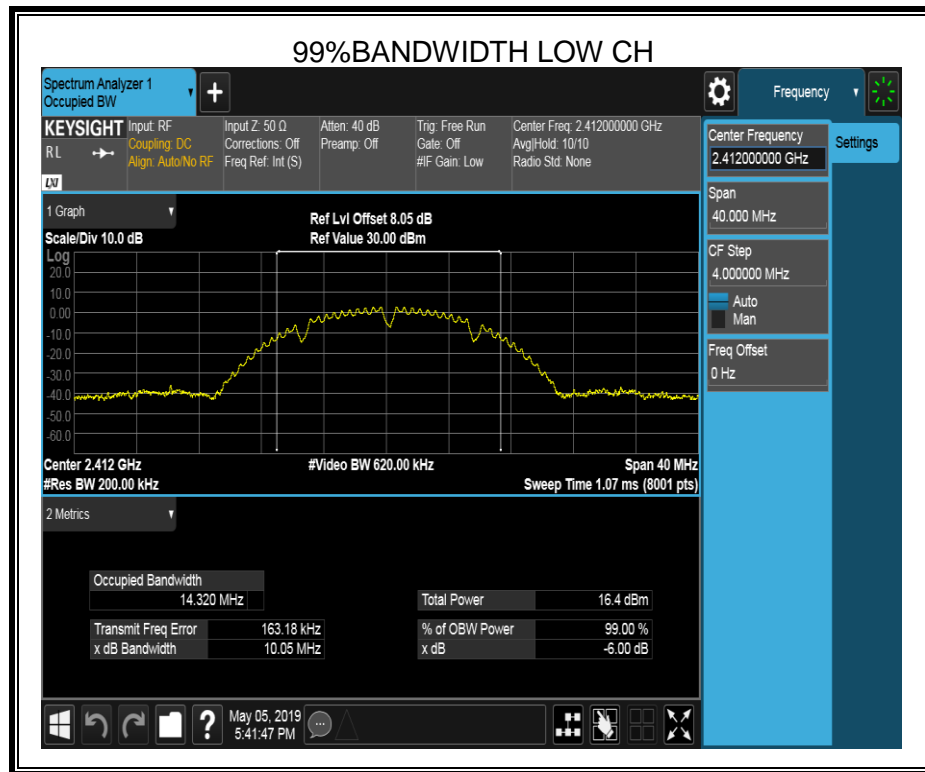 99%BANDWIDTH LOW CH
Spectrum Analyzer 1
Occupied BW
+
Frequency
KEYSIGHT
RL
LXI
Input: RF
Coupling: DC
Align: Auto/No RF
Input Z: 50 Ω
Corrections: Off
Freq Ref: Int (S)
Atten: 40 dB
Preamp: Off
Trig: Free Run
Gate: Off
#IF Gain: Low
Center Freq: 2.412000000 GHz
Avg|Hold: 10/10
Radio Std: None
Center Frequency
2.412000000 GHz
Settings
Span
40.000 MHz
CF Step
4.000000 MHz
Auto
Man
Freq Offset
0 Hz
1 Graph
Ref Lvl Offset 8.05 dB
Scale/Div 10.0 dB
Ref Value 30.00 dBm
Log
20.0
10.0
0.00
-10.0
-20.0
-30.0
-40.0
-50.0
-60.0
Center 2.412 GHz
#Video BW 620.00 kHz
Span 40 MHz
#Res BW 200.00 kHz
Sweep Time 1.07 ms (8001 pts)
2 Metrics
Occupied Bandwidth
14.320 MHz
Total Power 16.4 dBm
Transmit Freq Error 163.18 kHz
% of OBW Power 99.00 %
x dB Bandwidth 10.05 MHz
x dB -6.00 dB
?
May 05, 2019
5:41:47 PM